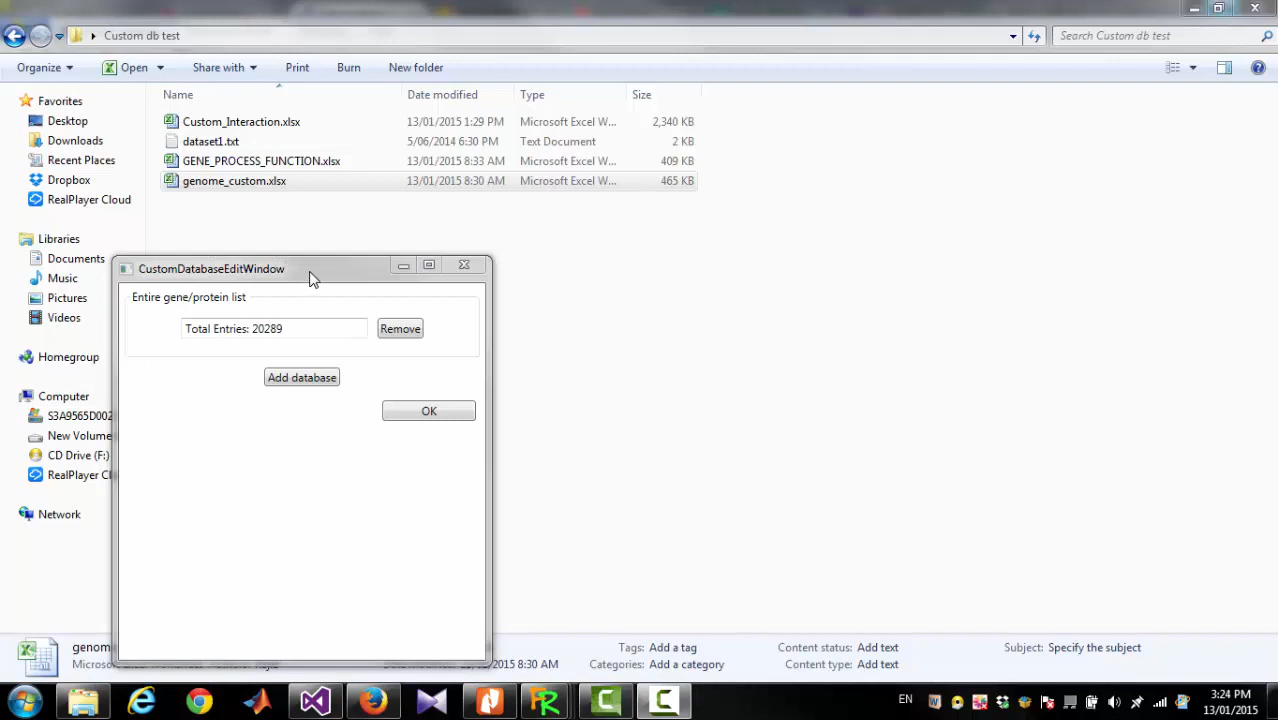 Custom db test
Search Custom db test
Organize
Open
Share with
Print
Burn
New folder
Name
Date modified
Type
Size
Favorites
Desktop
Downloads
Recent Places
Dropbox
RealPlayer Cloud
Libraries
Documents
Music
Pictures
Videos
Homegroup
Computer
S3A9565D002
New Volume
CD Drive (F:)
RealPlayer Cl
Network
Custom_Interaction.xlsx 13/01/2015 1:29 PM Microsoft Excel W... 2,340 KB
dataset1.txt 5/06/2014 6:30 PM Text Document 2 KB
GENE_PROCESS_FUNCTION.xlsx 13/01/2015 8:33 AM Microsoft Excel W... 409 KB
genome_custom.xlsx 13/01/2015 8:30 AM Microsoft Excel W... 465 KB
CustomDatabaseEditWindow
Entire gene/protein list
Total Entries: 20289
Remove
Add database
OK
genom
Tags: Add a tag
Content status: Add text
Subject: Specify the subject
8:30 AM
Categories: Add a category
Content type: Add text
EN
3:24 PM
13/01/2015